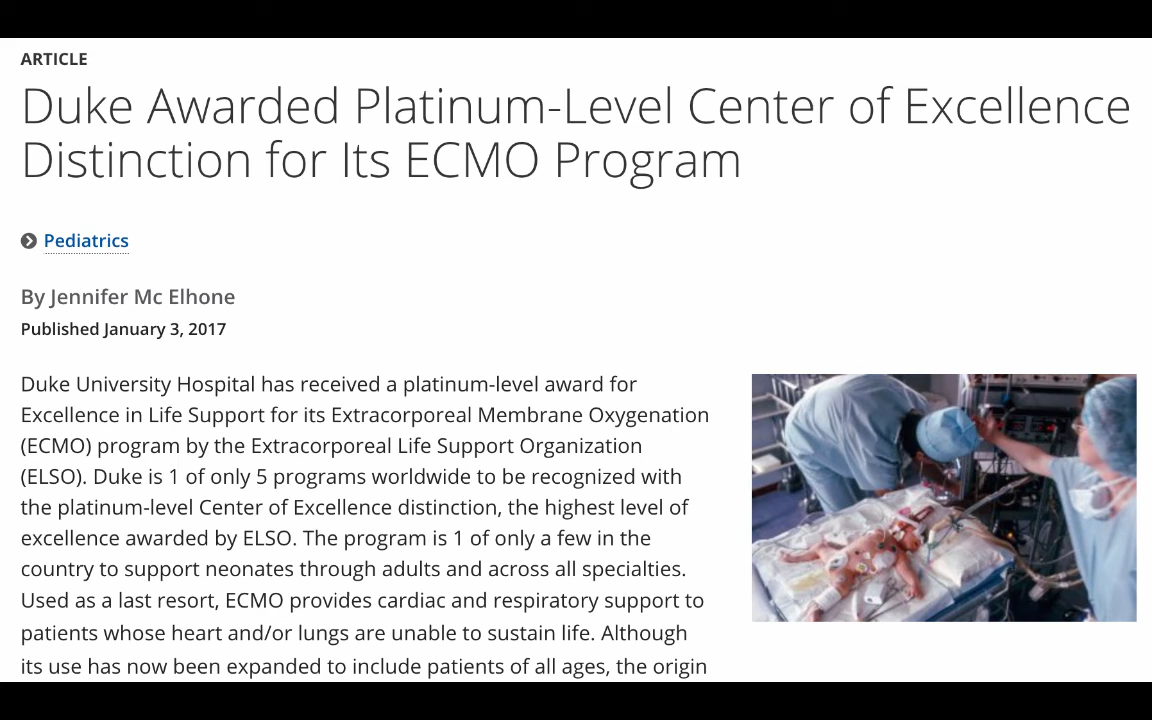 ARTICLE
Duke Awarded Platinum-Level Center of Excellence
Distinction for Its ECMO Program
Pediatrics
By Jennifer Mc Elhone
Published January 3, 2017
Duke University Hospital has received a platinum-level award for
Excellence in Life Support for its Extracorporeal Membrane Oxygenation
(ECMO) program by the Extracorporeal Life Support Organization
(ELSO). Duke is 1 of only 5 programs worldwide to be recognized with
the platinum-level Center of Excellence distinction, the highest level of
excellence awarded by ELSO. The program is 1 of only a few in the
country to support neonates through adults and across all specialties.
Used as a last resort, ECMO provides cardiac and respiratory support to
patients whose heart and/or lungs are unable to sustain life. Although
its use has now been expanded to include patients of all ages, the origin